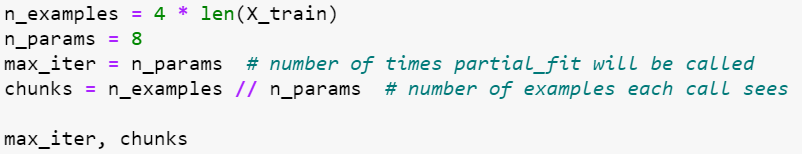 n_examples = 4 * len(X_train)
n_params = 8
max_iter = n_params  # number of times partial_fit will be called
chunks = n_examples // n_params  # number of examples each call sees

max_iter, chunks